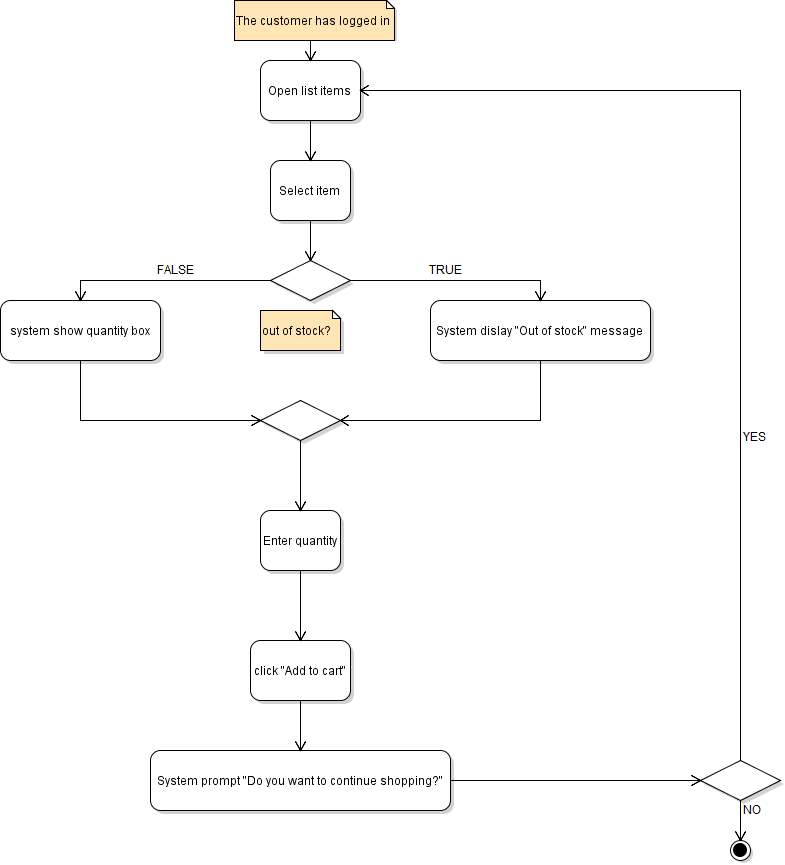 The customer has logged in
Open list items
Select item
FALSE
TRUE
system show quantity box
out of stock?
System dislay "Out of stock" message
YES
Enter quantity
click "Add to cart"
System prompt "Do you want to continue shopping?"
NO